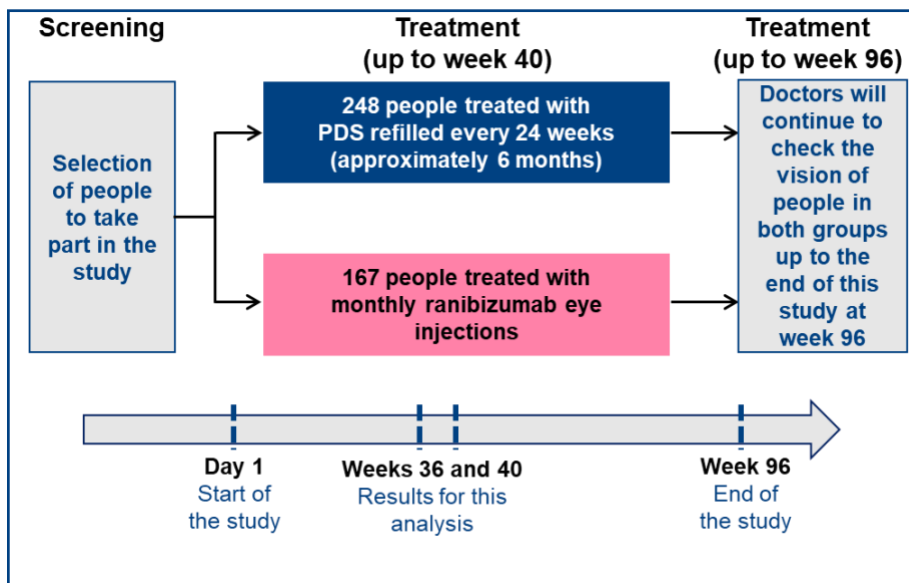 Screening
Treatment
(up to week 40)
Treatment
(up to week 96)
Selection
of people
to take
part in the
study
248 people treated with
PDS refilled every 24 weeks
(approximately 6 months)
167 people treated with
monthly ranibizumab eye
injections
Doctors will
continue to
check the
vision of
people in
both groups
up to the
end of this
study at
week 96
Day 1
Start of
the study
Weeks 36 and 40
Results for this
analysis
Week 96
End of
the study